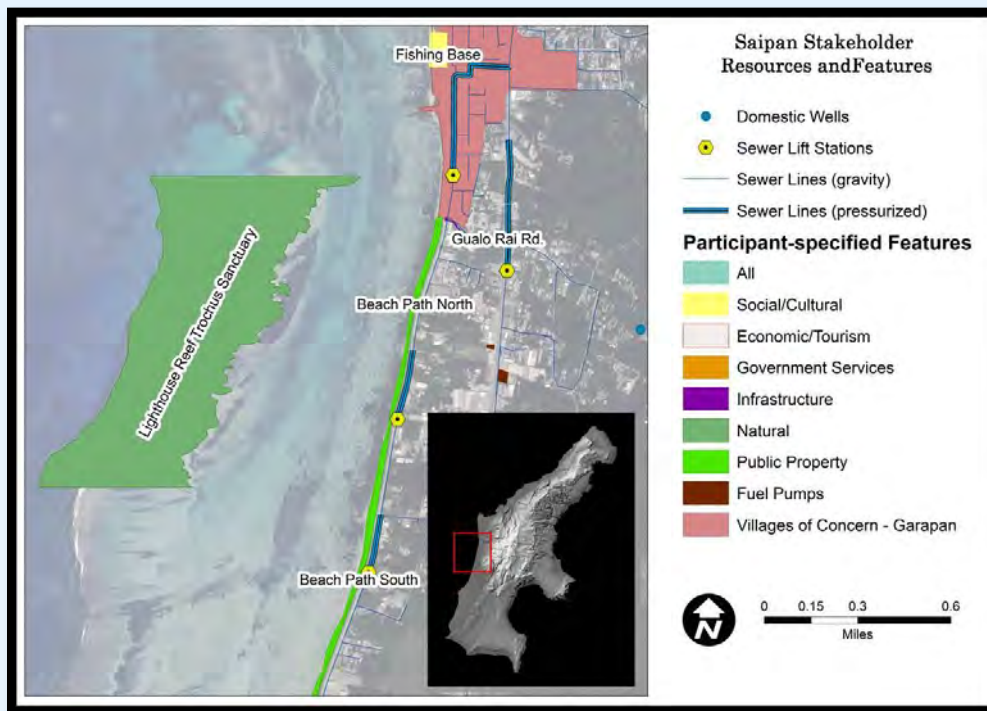 Fishing Base
Gualo Rai Rd.
Beach Path North
Lighthouse Reef Trochus Sanctuary
Beach Path South
Saipan Stakeholder
Resources andFeatures
Domestic Wells
Sewer Lift Stations
Sewer Lines (gravity)
Sewer Lines (pressurized)
Participant-specified Features
All
Social/Cultural
Economic/Tourism
Government Services
Infrastructure
Natural
Public Property
Fuel Pumps
Villages of Concern - Garapan
N
0 0.15 0.3 0.6
Miles